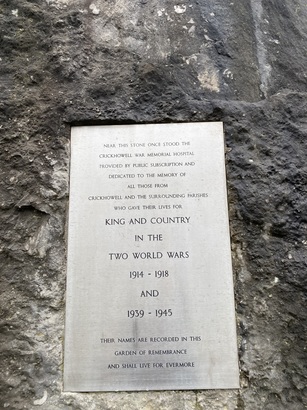 NEAR THIS STONE ONCE STOOD THE
CRICKHOWELL WAR MEMORIAL HOSPITAL
PROVIDED BY PUBLIC SUBSCRIPTION AND
DEDICATED TO THE MEMORY OF
ALL THOSE FROM
CRICKHOWELL AND THE SURROUNDING PARISHES
WHO GAVE THEIR LIVES FOR
KING AND COUNTRY
IN THE
TWO WORLD WARS
1914 - 1918
AND
1939 - 1945
THEIR NAMES ARE RECORDED IN THIS
GARDEN OF REMEMBRANCE
AND SHALL LIVE FOR EVERMORE